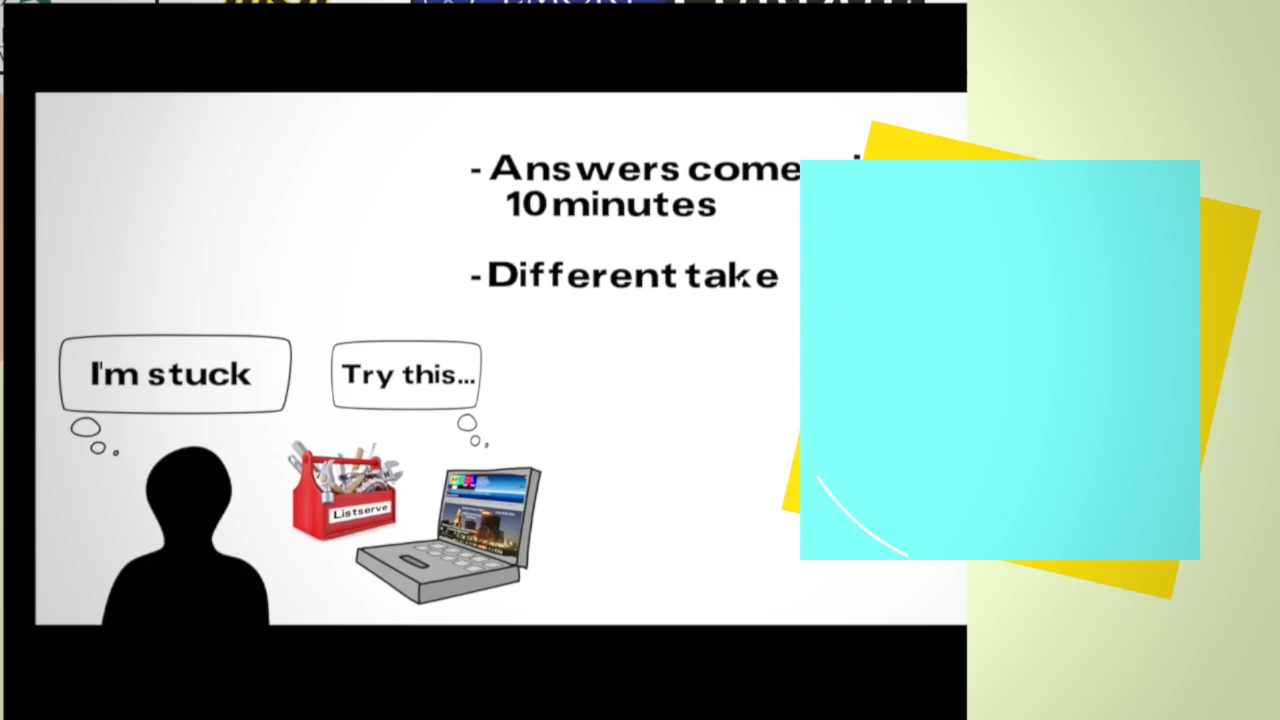 - Answers come
10 minutes
- Different take
I'm stuck
Try this...
Listserve